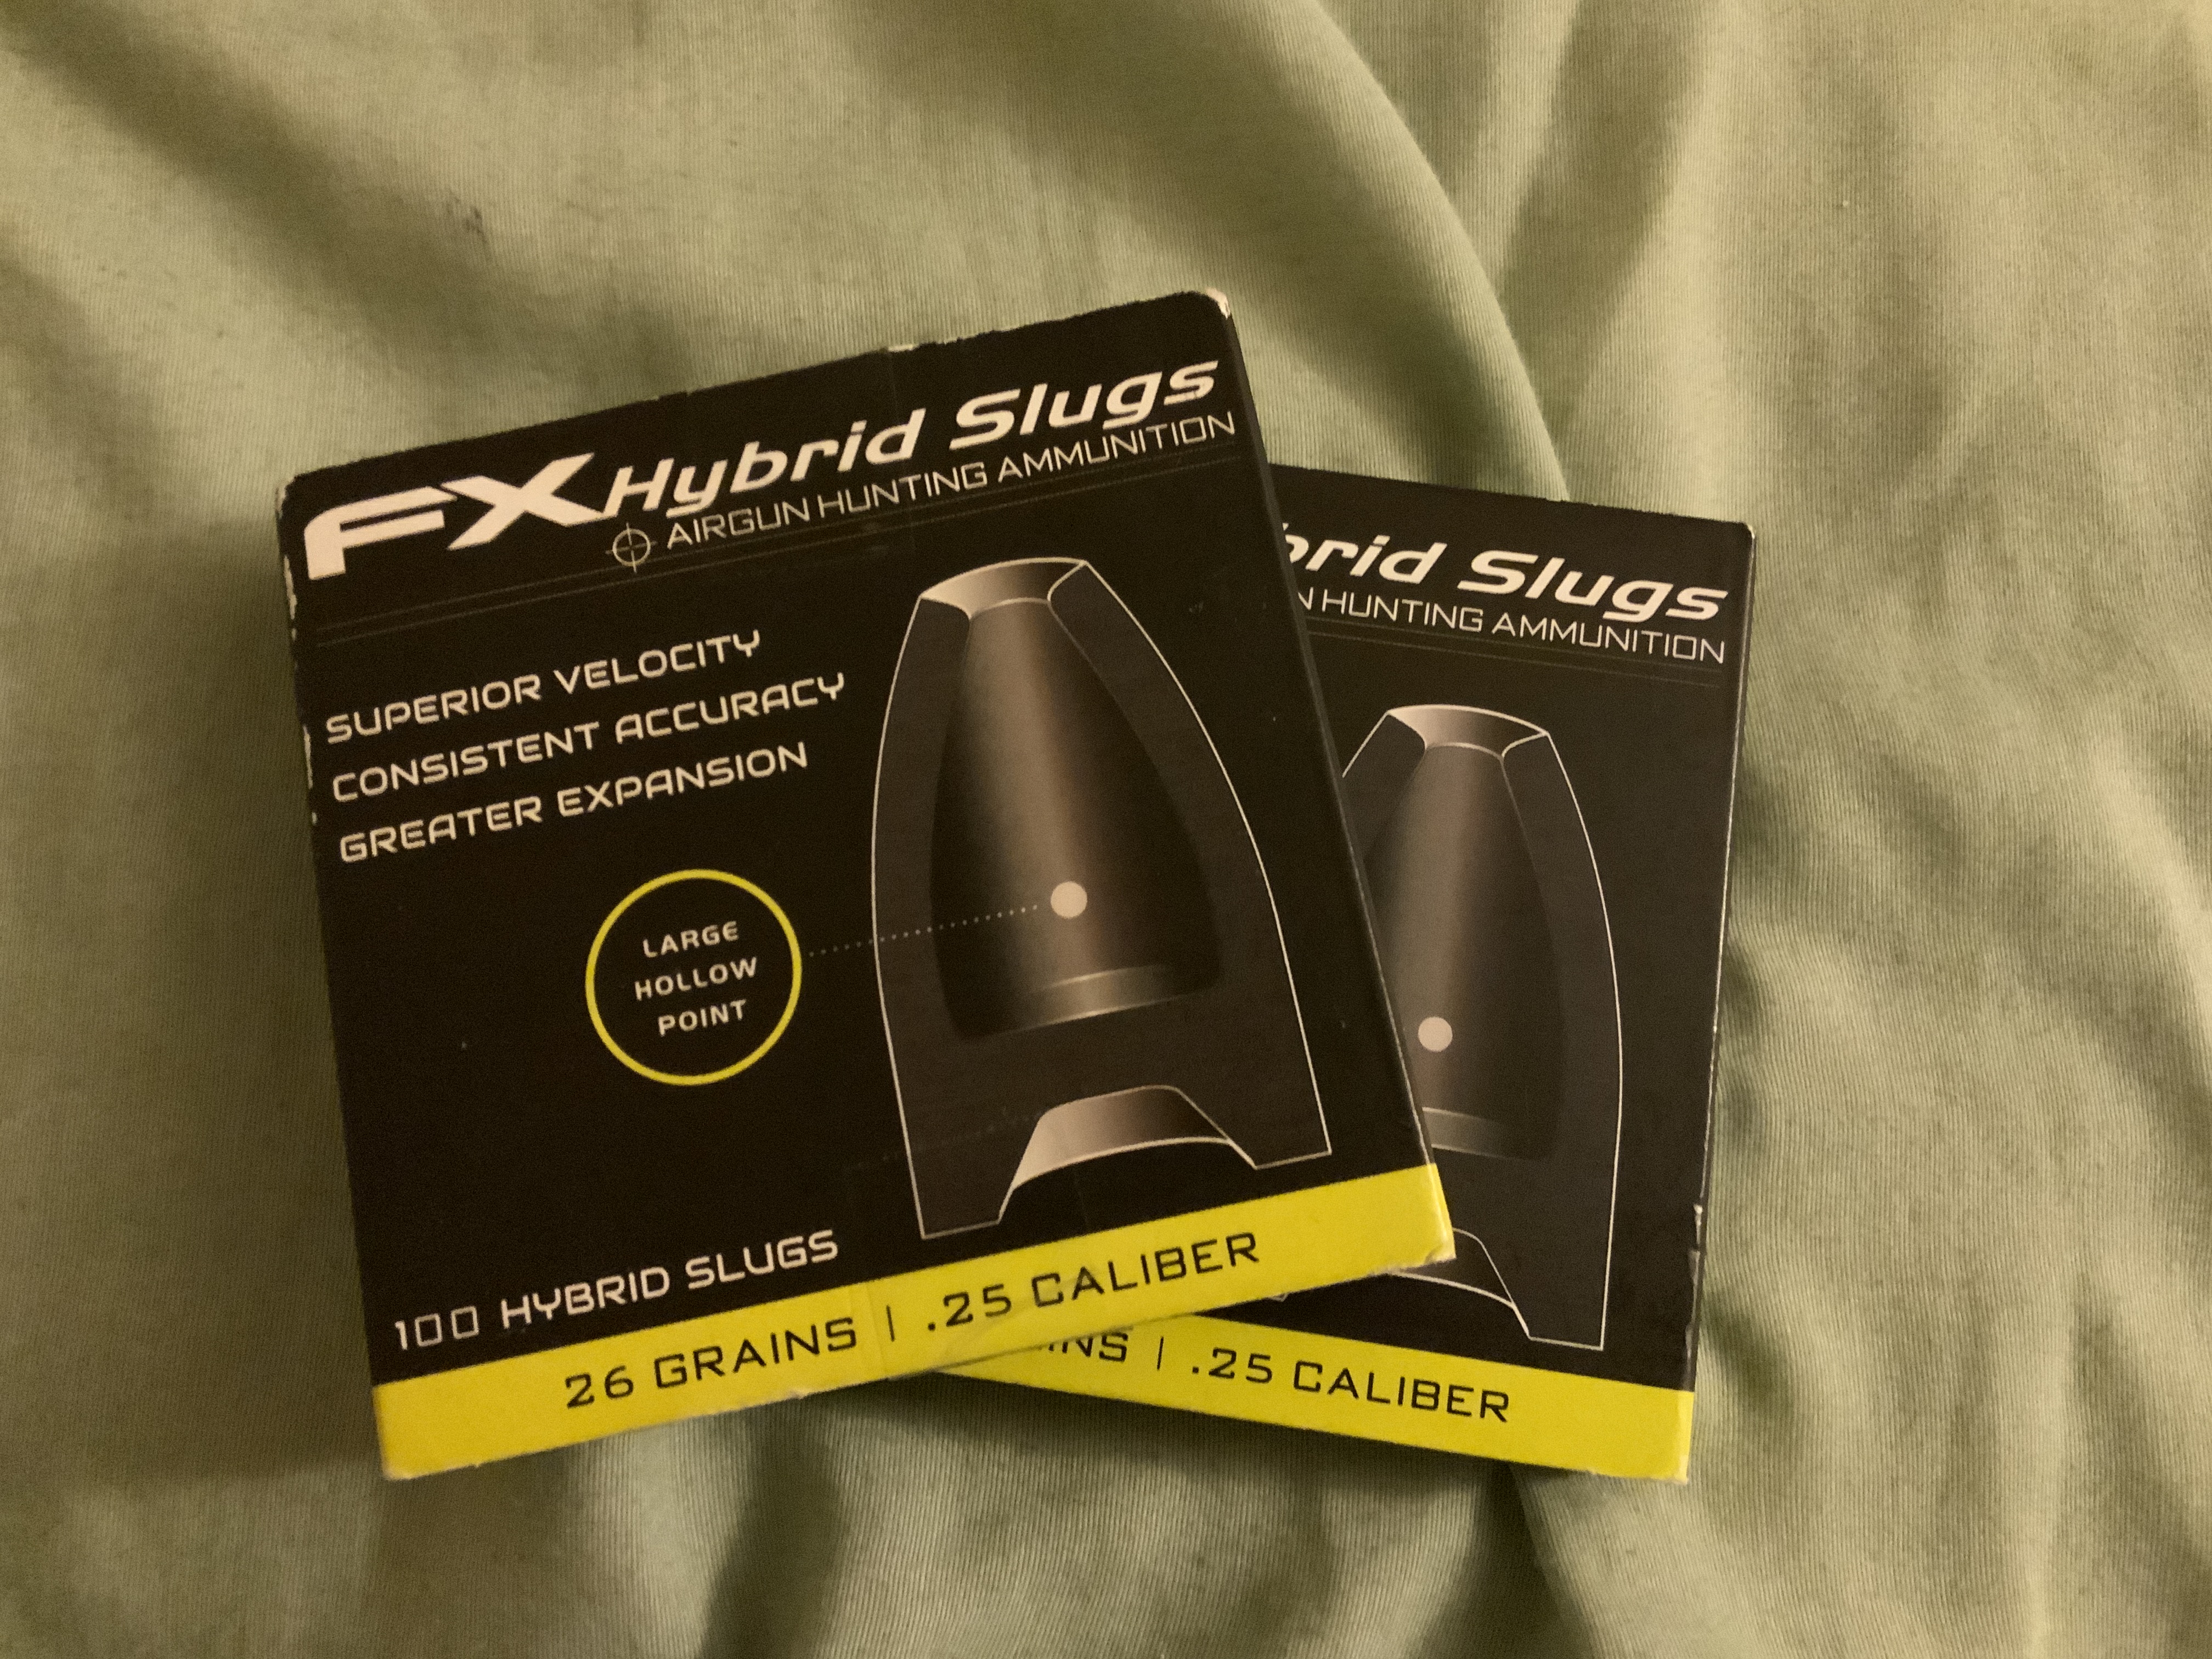 FX Hybrid Slugs
AIRGUN HUNTING AMMUNITION
SUPERIOR VELOCITY
CONSISTENT ACCURACY
GREATER EXPANSION
LARGE
HOLLOW
POINT
100 HYBRID SLUGS
26 GRAINS | .25 CALIBER
Slugs
HUNTING AMMUNITION
| .25 CALIBER